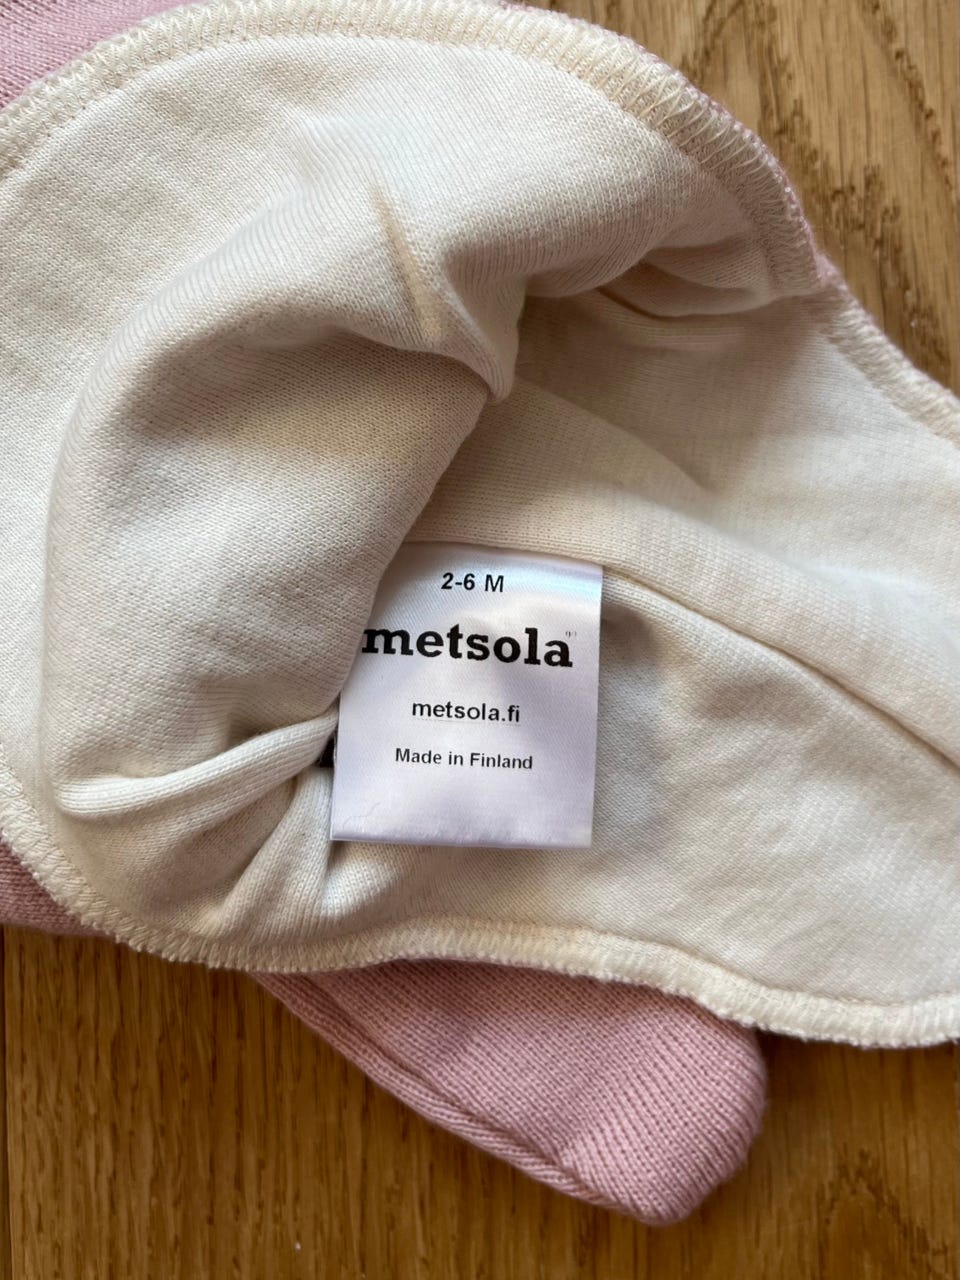 2-6 M
metsola
metsola.fi
Made in Finland